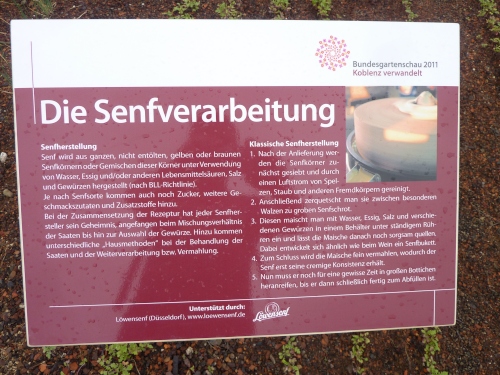 Bundesgartenschau 2011
Koblenz verwandelt
Die Senfverarbeitung
Senfherstellung
Senf wird aus ganzen, nicht entölten, gelben oder braunen
Senfkörnern oder Gemischen dieser Körner unter Verwendung
von Wasser, Essig und/oder anderen Lebensmittelsäuren, Salz
und Gewürzen hergestellt (nach BLL-Richtlinie).
Je nach Senfsorte kommen auch noch Zucker, weitere Ge-
schmackszutaten und Zusatzstoffe hinzu.
Bei der Zusammensetzung der Rezeptur hat jeder Senfher-
steller sein Geheimnis, angefangen beim Mischungsverhältnis
der Saaten bis hin zur Auswahl der Gewürze. Hinzu kommen
unterschiedliche „Hausmethoden" bei der Behandlung der
Saaten und der Weiterverarbeitung bzw. Vermahlung.
Klassische Senfherstellung
1. Nach der Anlieferung wer-
den die Senfkörner zu-
nächst gesiebt und durch
einen Luftstrom von Spel-
zen, Staub und anderen Fremdkörpern gereinigt.
2. Anschließend zerquetscht man sie zwischen besonderen
Walzen zu groben Senfschrot.
3. Diesen mischt man mit Wasser, Essig, Salz und verschie-
denen Gewürzen in einem Behälter unter ständigem Rüh-
ren ein und lässt die Maische danach noch sorgsam quellen.
Dabei entwickelt sich ähnlich wie beim Wein ein Senfbukett.
4. Zum Schluss wird die Maische fein vermahlen, wodurch der
Senf erst seine cremige Konsistenz erhält.
5. Nun muss er noch für eine gewisse Zeit in großen Bottichen
heranreifen, bis er dann schließlich fertig zum Abfüllen ist.
Unterstützt durch:
Löwensenf (Düsseldorf), www.loewensenf.de
Löwensenf